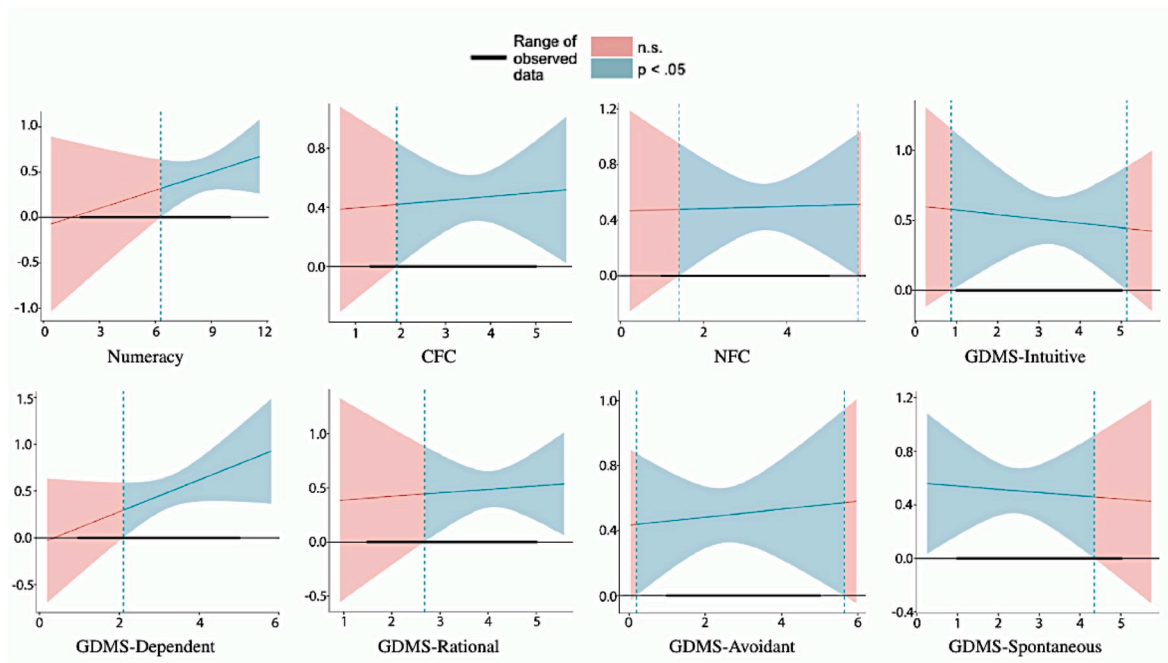 Range of
observed
data
n.s.
p < .05
1.0
0.5
0.0
-0.5
-1.0
0 3 6 9 12
Numeracy
0.8
0.4
0.0
1 2 3 4 5
CFC
1.2
0.8
0.4
0.0
0 2 4
NFC
1.0
0.5
0.0
0 1 2 3 4 5
GDMS-Intuitive
1.5
1.0
0.5
0.0
-0.5
0 2 4 6
GDMS-Dependent
1.0
0.5
0.0
-0.5
1 2 3 4 5
GDMS-Rational
1.0
0.8
0.4
0.0
0 2 4 6
GDMS-Avoidant
1.2
0.8
0.4
0.0
-0.4
0 1 2 3 4 5
GDMS-Spontaneous